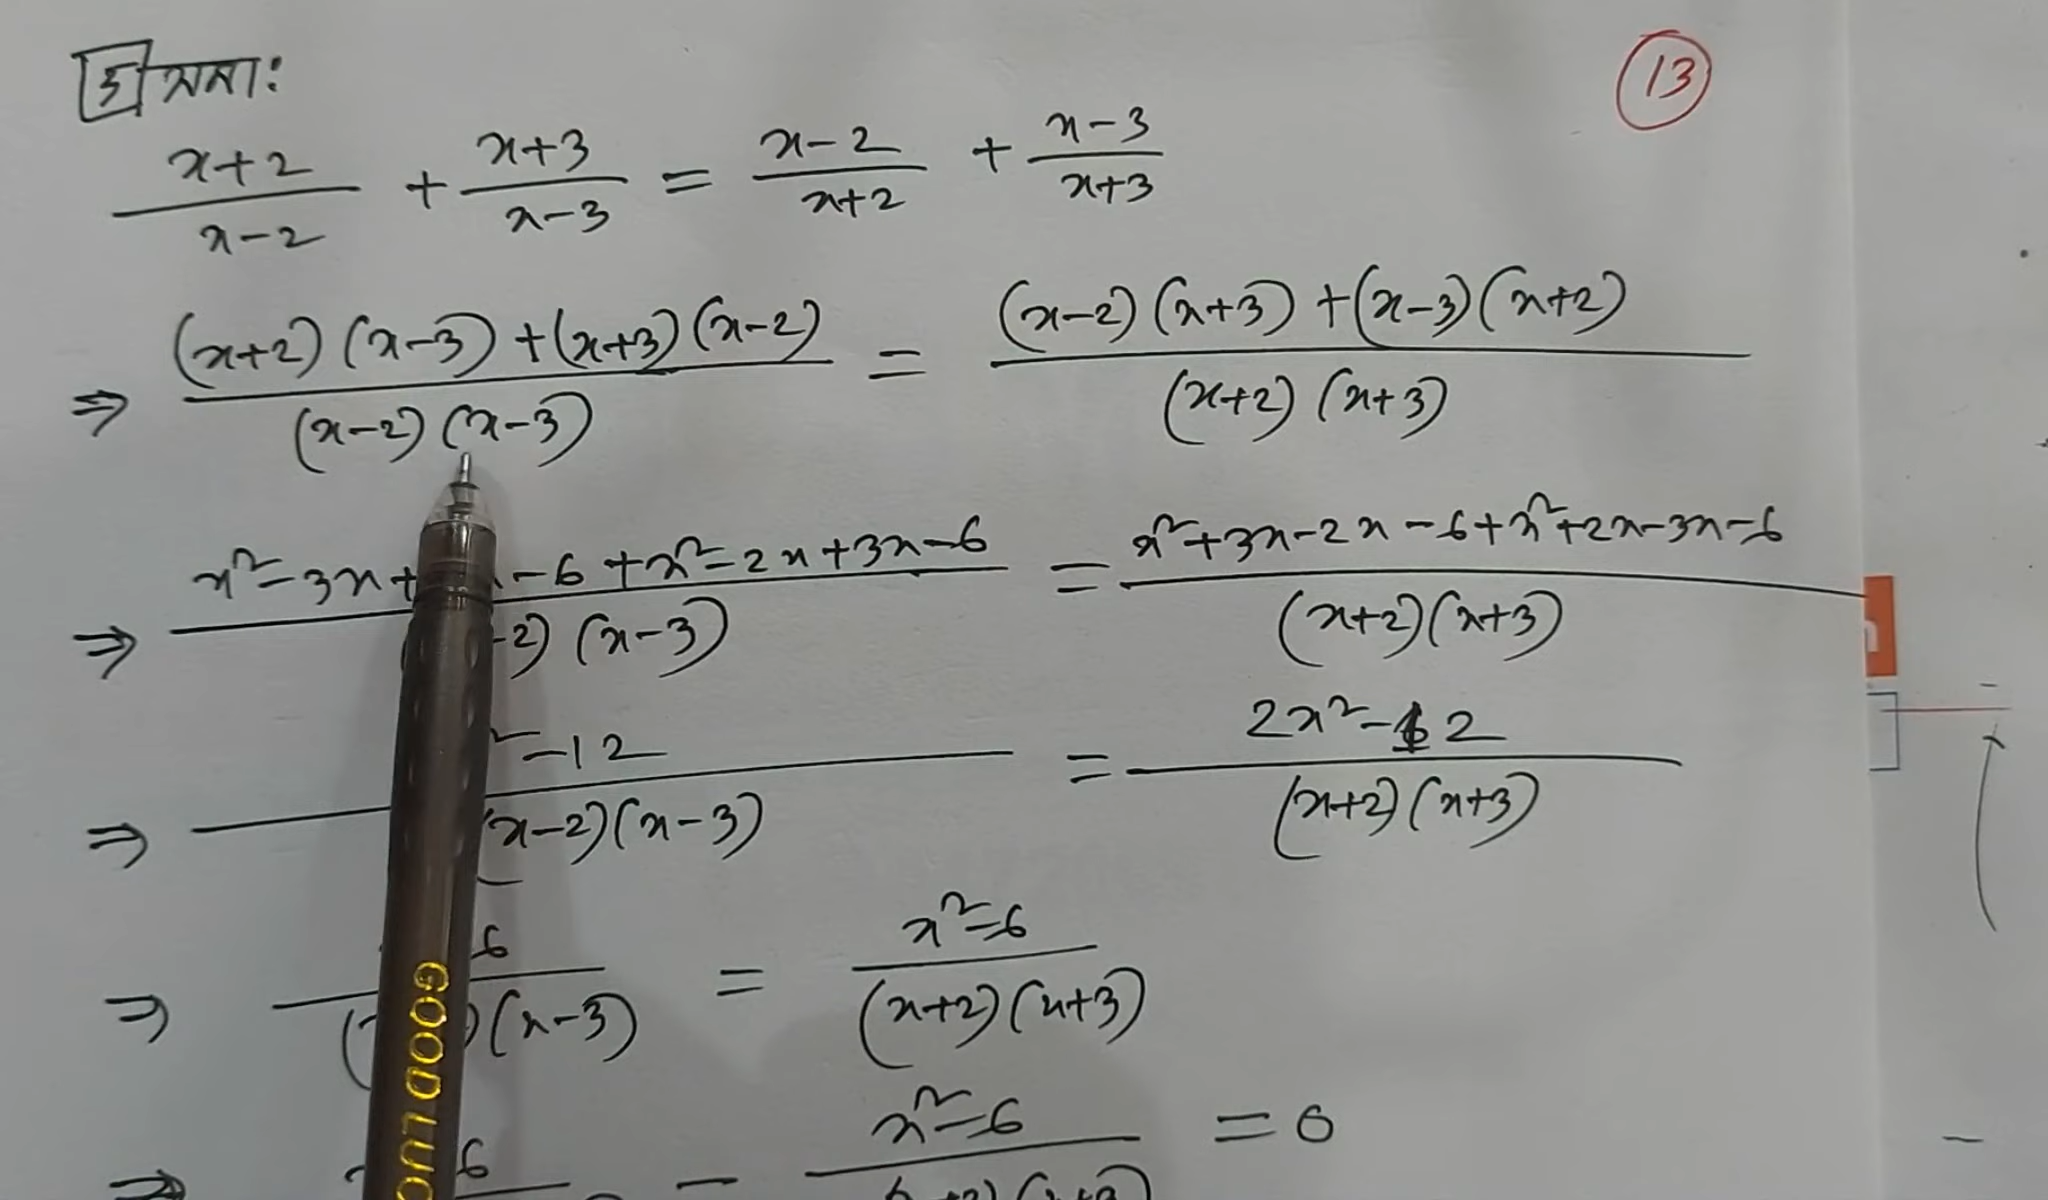 13
(x+2)/(x-2) + (x+3)/(x-3) = (x-2)/(x+2) + (x-3)/(x+3)
⇒ ((x+2)(x-3)+(x+3)(x-2))/((x-2)(x-3)) = ((x-2)(x+3)+(x-3)(x+2))/((x+2)(x+3))
⇒ (x²-3x+ -6+x²-2x+3x-6)/( -2)(x-3) = (x²+3x-2x-6+x²+2x-3x-6)/((x+2)(x+3))
⇒ ( ²-12)/((x-2)(x-3)) = (2x²-12)/((x+2)(x+3))
⇒ 6/( )(x-3) = (x²-6)/((x+2)(x+3))
⇒ 6 - (x²-6)/((x+2)(x+3)) = 0
GOOD LUC